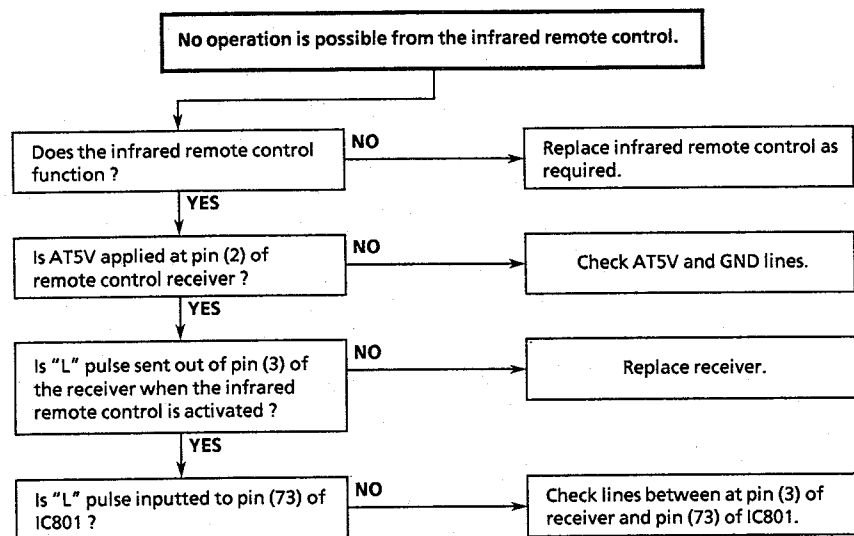 No operation is possible from the infrared remote control.
Does the infrared remote control
function ?
NO
Replace infrared remote control as
required.
YES
Is AT5V applied at pin (2) of
remote control receiver ?
NO
Check AT5V and GND lines.
YES
Is "L" pulse sent out of pin (3) of
the receiver when the infrared
remote control is activated ?
NO
Replace receiver.
YES
Is "L" pulse inputted to pin (73) of
IC801 ?
NO
Check lines between at pin (3) of
receiver and pin (73) of IC801.